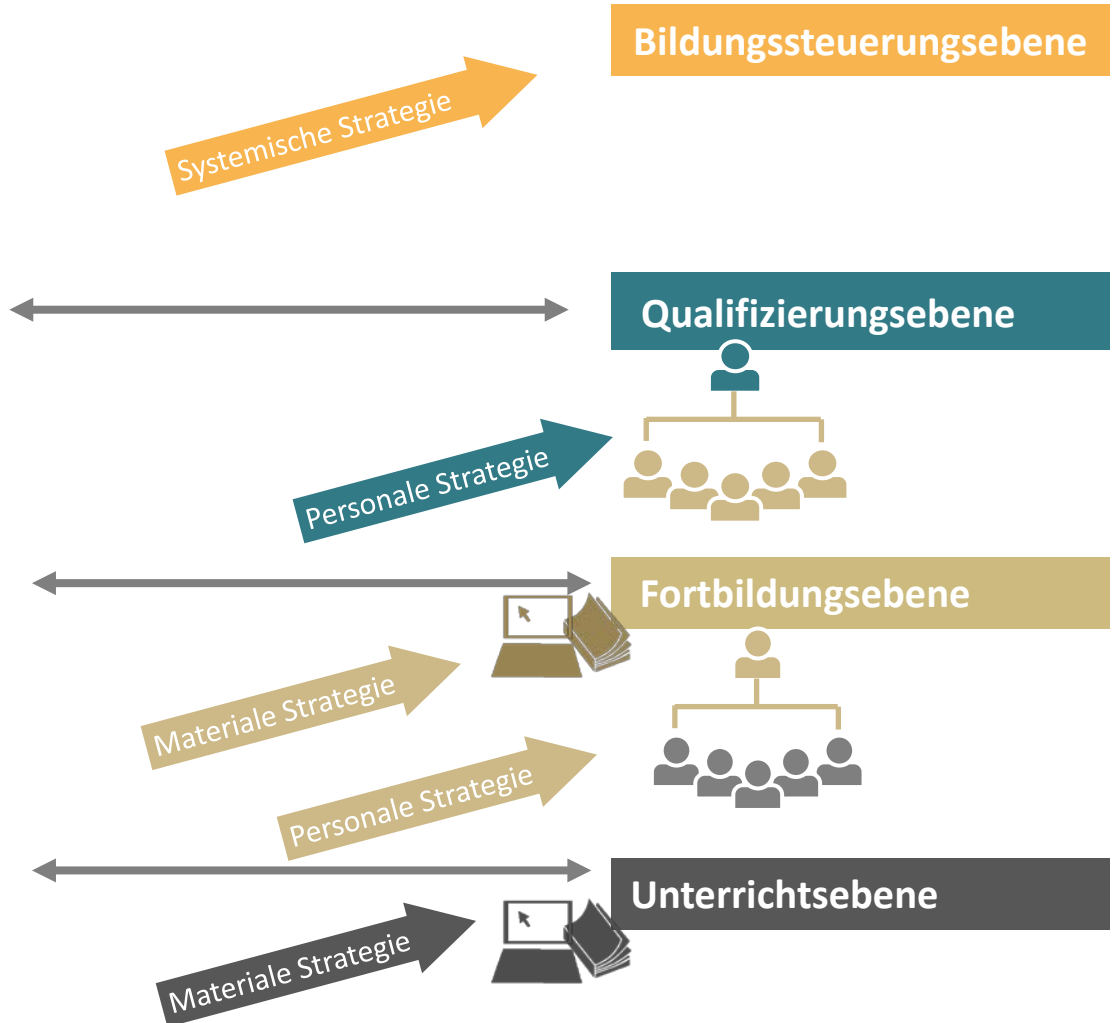 Bildungssteuerungsebene
Systemische Strategie
Qualifizierungsebene
Personale Strategie
Fortbildungsebene
Materiale Strategie
Personale Strategie
Unterrichtsebene
Materiale Strategie